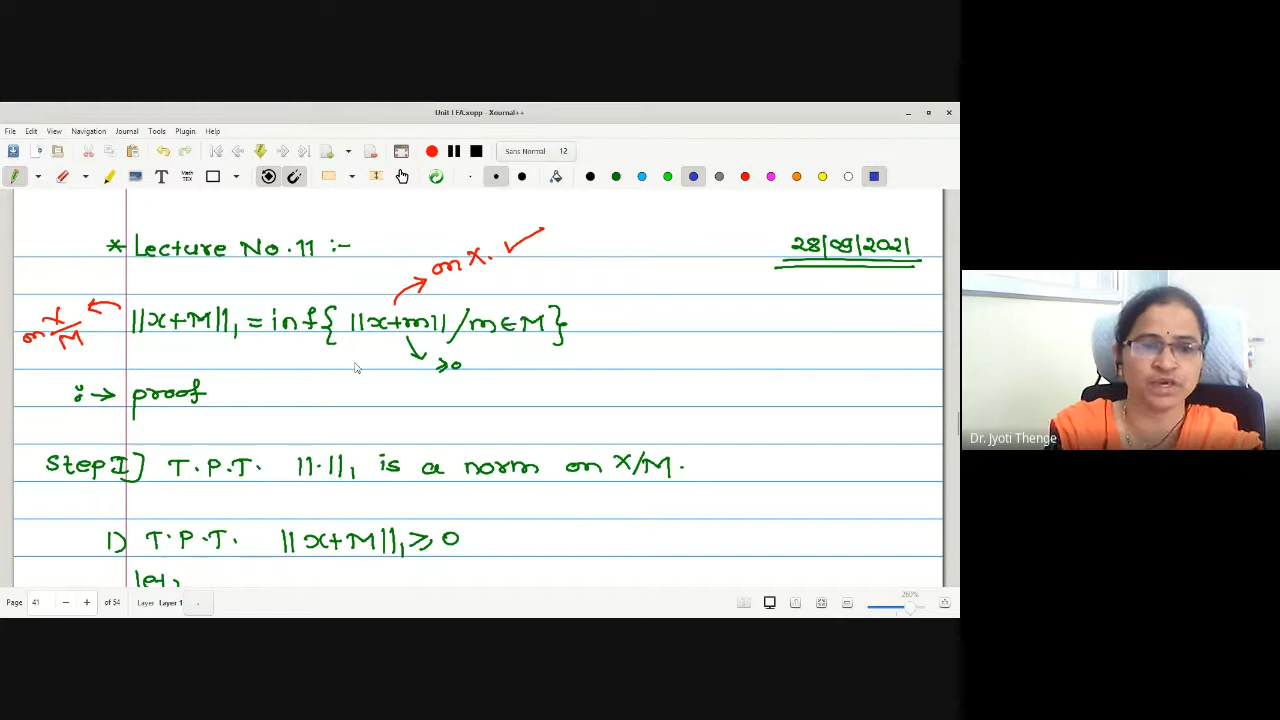 Unit I FA.xopp - Xournal++
File Edit View Navigation Journal Tools Plugin Help
Sans Normal 12
* Lecture No.11 :-
28/09/2021
on X. ✓
on X/M
||x+M||₁ = inf{ ||x+m|| / m∈M }
≥0
:→ proof
Step I] T.P.T. ||·||₁ is a norm on X/M.
1) T.P.T. ||x+M||₁ ≥ 0
let,
Page 41 of 54 Layer Layer 1
260%
Dr. Jyoti Thenge